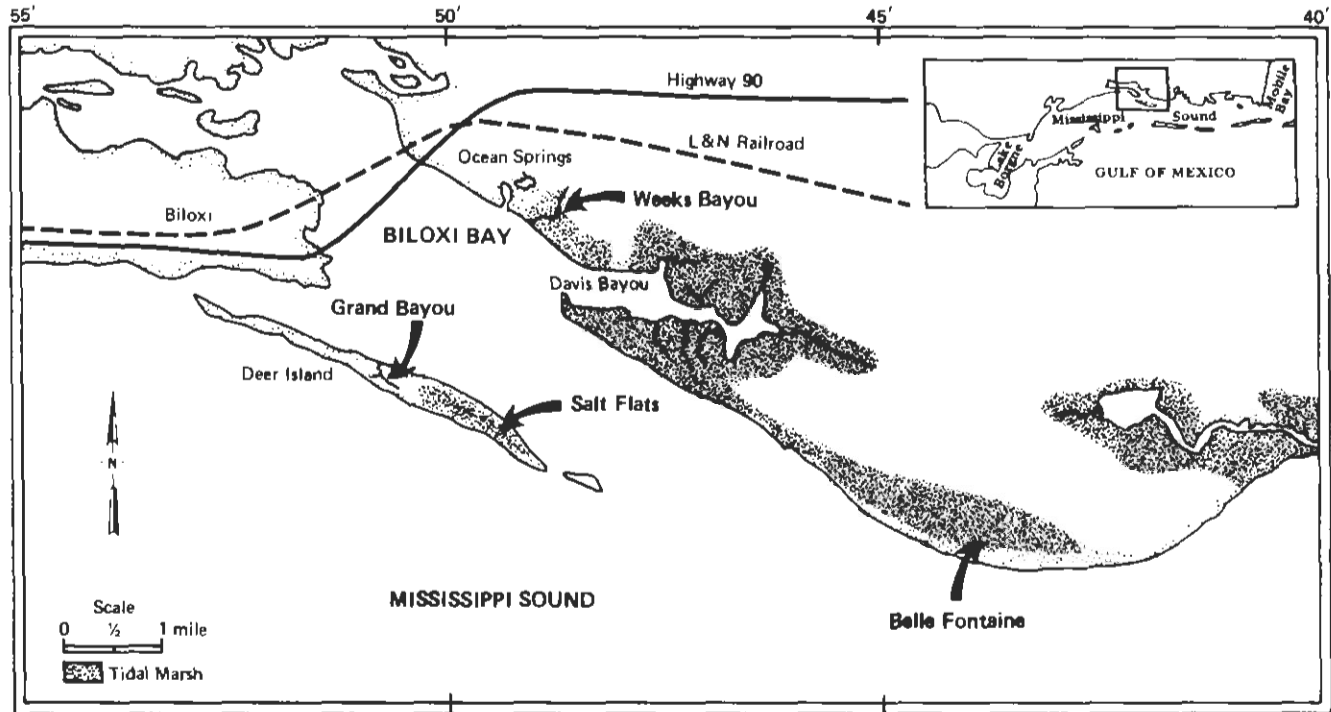 55′ 50′ 45′ 40′
Highway 90
L&N Railroad
Ocean Springs
Weeks Bayou
Biloxi
BILOXI BAY
Davis Bayou
Grand Bayou
Deer Island
Salt Flats
N
MISSISSIPPI SOUND
Belle Fontaine
Scale
0 ½ 1 mile
Tidal Marsh
Mobile
Bay
Mississippi Sound
Lake
Borgne
GULF OF MEXICO